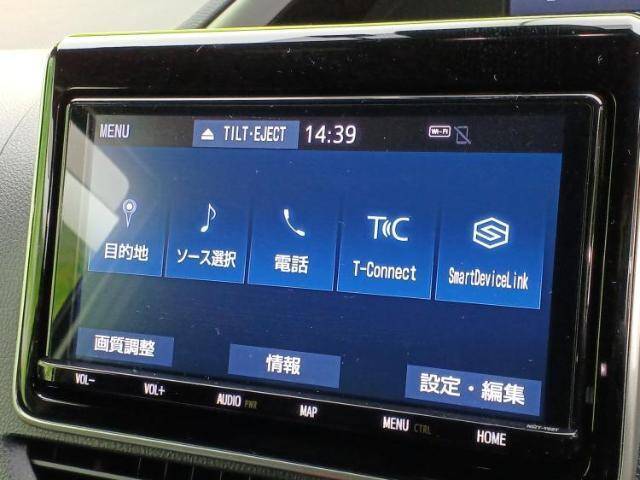 MENU TILT·EJECT 14:39 Wi-Fi
目的地 ソース選択 電話 T-Connect SmartDeviceLink
画質調整 情報 設定・編集
VOL− VOL+ AUDIO PWR MAP MENU CTRL HOME